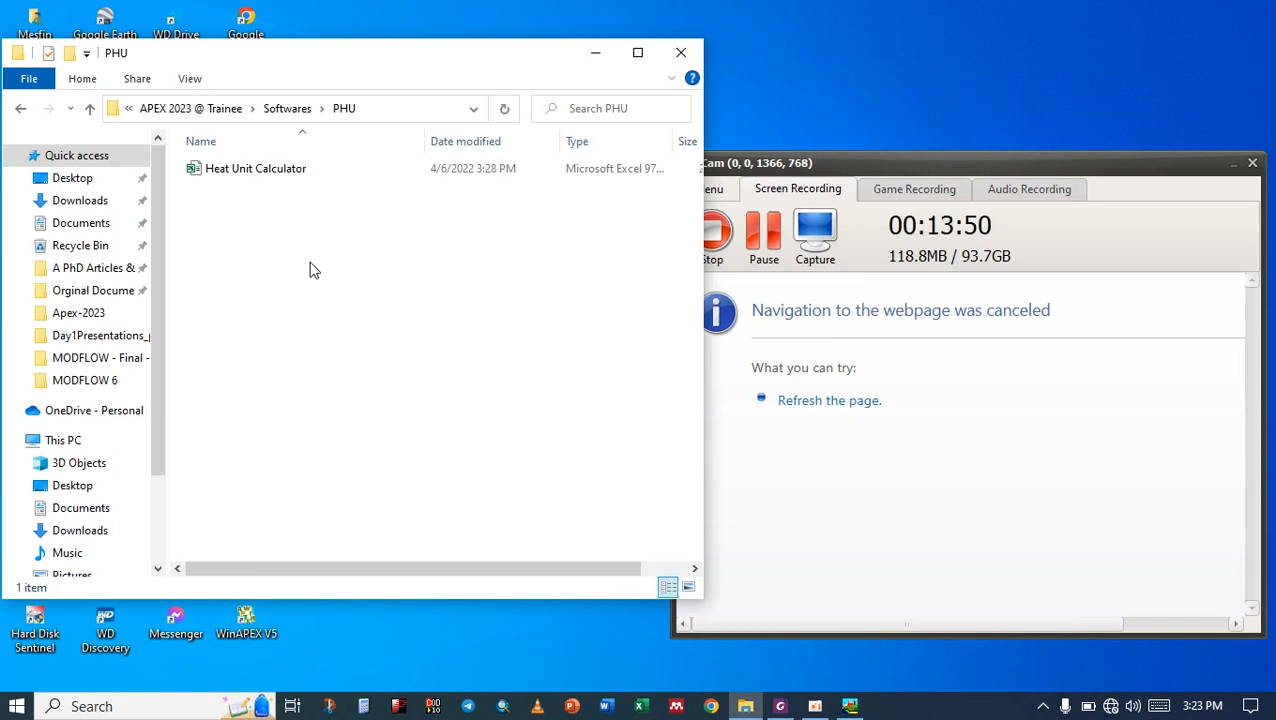 Mesfin
Google Earth
WD Drive
Google
PHU
File
Home
Share
View
« APEX 2023 @ Trainee > Softwares > PHU
Search PHU
Name
Date modified
Type
Size
Heat Unit Calculator
4/6/2022 3:28 PM
Microsoft Excel 97...
Quick access
Desktop
Downloads
Documents
Recycle Bin
A PhD Articles &
Orginal Docume
Apex-2023
Day1Presentations_
MODFLOW - Final -
MODFLOW 6
OneDrive - Personal
This PC
3D Objects
Desktop
Documents
Downloads
Music
Pictures
1 item
Cam (0, 0, 1366, 768)
enu
Screen Recording
Game Recording
Audio Recording
Stop
Pause
Capture
00:13:50
118.8MB / 93.7GB
Navigation to the webpage was canceled
What you can try:
Refresh the page.
Hard Disk
Sentinel
WD
Discovery
Messenger
WinAPEX V5
Search
3:23 PM